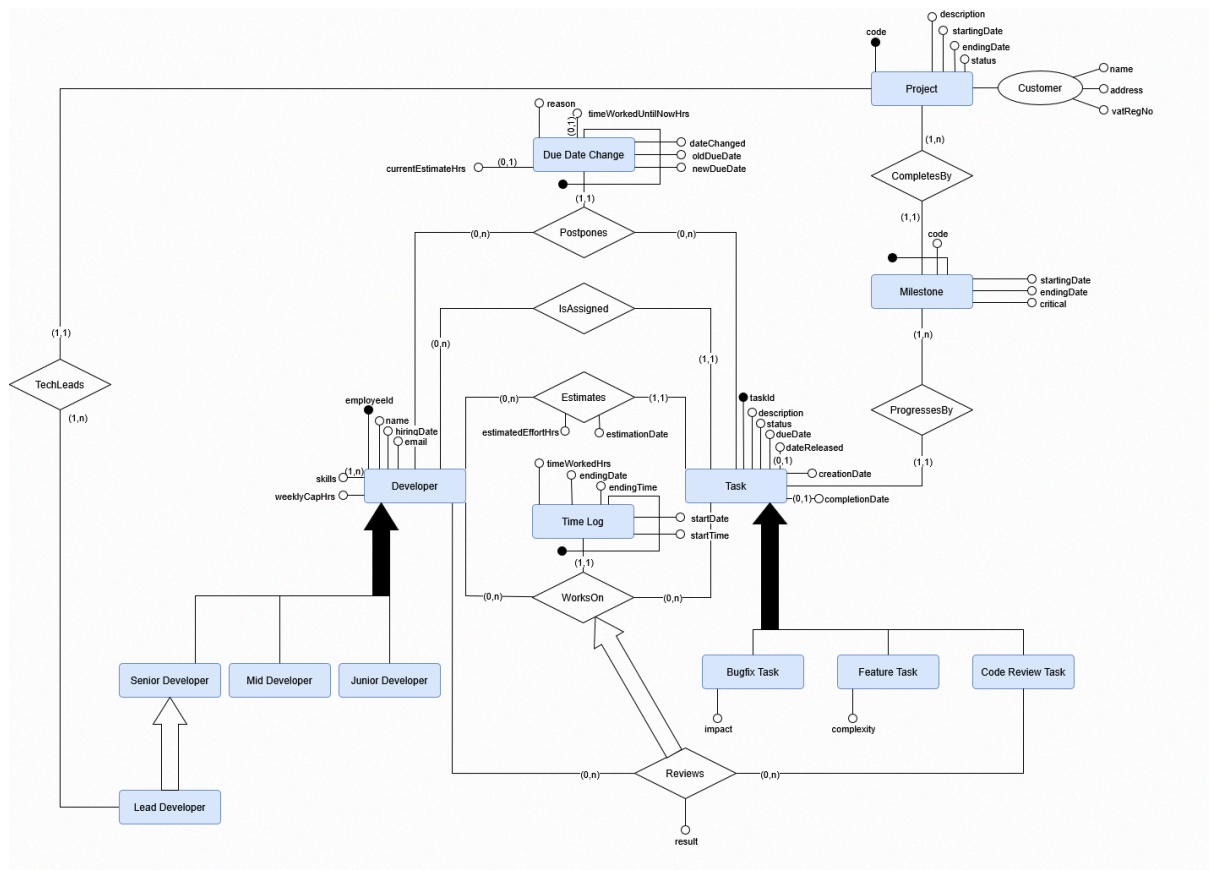 description
code
startingDate
endingDate
status
name
Project
Customer
address
vatRegNo
reason
timeWorkedUntilNowHrs
(0,1)
dateChanged
Due Date Change
oldDueDate
currentEstimateHrs
(0,1)
newDueDate
(1,n)
CompletesBy
(1,1)
(1,1)
Postpones
(0,n)
(0,n)
code
startingDate
Milestone
endingDate
critical
IsAssigned
(1,1)
(0,n)
(1,1)
(1,n)
TechLeads
(1,n)
Estimates
(0,n)
(1,1)
estimatedEffortHrs
estimationDate
ProgressesBy
(1,1)
employeeId
name
hiringDate
email
skills
(1,n)
weeklyCapHrs
Developer
taskId
description
status
dueDate
dateReleased
(0,1)
creationDate
Task
(0,1)
completionDate
timeWorkedHrs
endingDate
endingTime
Time Log
startDate
startTime
(1,1)
WorksOn
(0,n)
(0,n)
Senior Developer
Mid Developer
Junior Developer
Bugfix Task
Feature Task
Code Review Task
impact
complexity
Reviews
(0,n)
(0,n)
result
Lead Developer